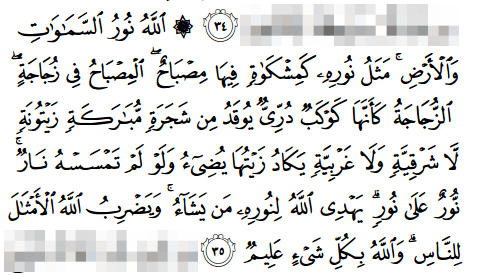 ۝٣٤ ۞ ٱللَّهُ نُورُ ٱلسَّمَٰوَٰتِ
وَٱلْأَرْضِ ۚ مَثَلُ نُورِهِۦ كَمِشْكَوٰةٍ فِيهَا مِصْبَاحٌ ۖ ٱلْمِصْبَاحُ فِى زُجَاجَةٍ ۖ
ٱلزُّجَاجَةُ كَأَنَّهَا كَوْكَبٌ دُرِّىٌّ يُوقَدُ مِن شَجَرَةٍ مُّبَٰرَكَةٍ زَيْتُونَةٍ
لَّا شَرْقِيَّةٍ وَلَا غَرْبِيَّةٍ يَكَادُ زَيْتُهَا يُضِىٓءُ وَلَوْ لَمْ تَمْسَسْهُ نَارٌ ۚ
نُّورٌ عَلَىٰ نُورٍ ۗ يَهْدِى ٱللَّهُ لِنُورِهِۦ مَن يَشَآءُ ۚ وَيَضْرِبُ ٱللَّهُ ٱلْأَمْثَٰلَ
لِلنَّاسِ ۗ وَٱللَّهُ بِكُلِّ شَىْءٍ عَلِيمٌ ۝٣٥